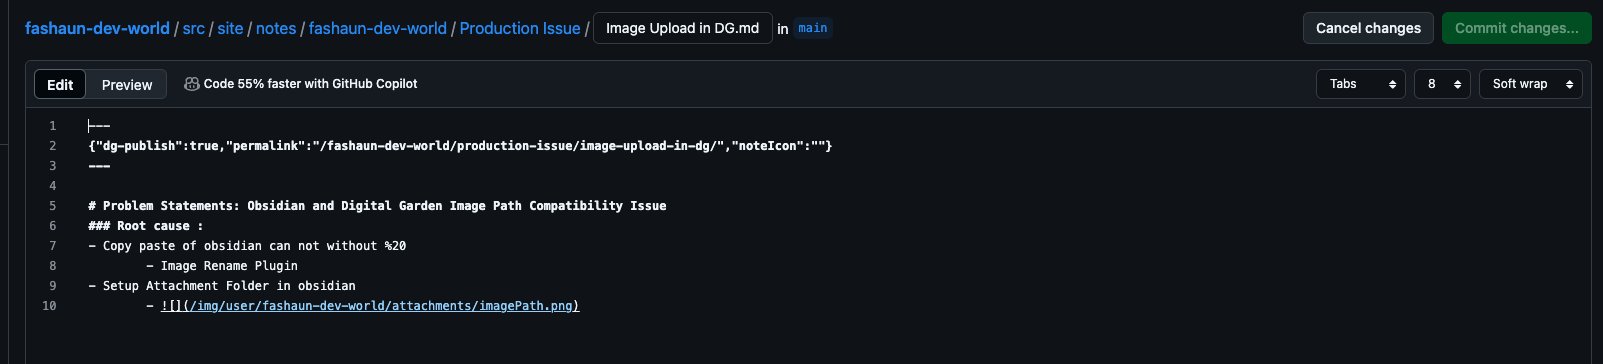 fashaun-dev-world / src / site / notes / fashaun-dev-world / Production Issue / Image Upload in DG.md in main
Cancel changes
Commit changes...
Edit
Preview
Code 55% faster with GitHub Copilot
Tabs
8
Soft wrap
1 ---
2 {"dg-publish":true,"permalink":"/fashaun-dev-world/production-issue/image-upload-in-dg/","noteIcon":""}
3 ---
4
5 # Problem Statements: Obsidian and Digital Garden Image Path Compatibility Issue
6 ### Root cause :
7 - Copy paste of obsidian can not without %20
8 - Image Rename Plugin
9 - Setup Attachment Folder in obsidian
10 - ![](/img/user/fashaun-dev-world/attachments/imagePath.png)